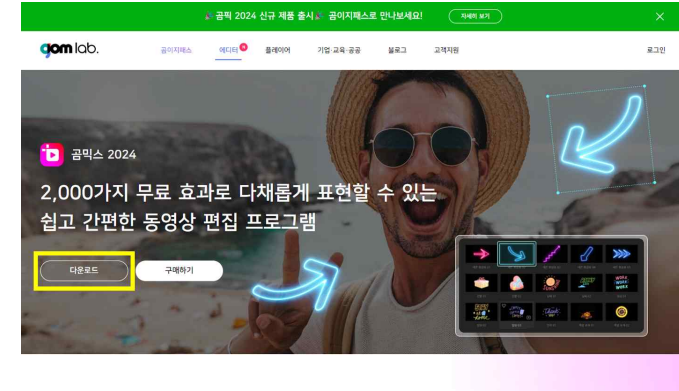 🎉 곰픽 2024 신규 제품 출시🎉 곰이지패스로 만나보세요!
자세히 보기
gom lab.
곰이지패스
에디터
플레이어
기업·교육·공공
블로그
고객지원
로그인
곰믹스 2024
2,000가지 무료 효과로 다채롭게 표현할 수 있는
쉽고 간편한 동영상 편집 프로그램
다운로드
구매하기